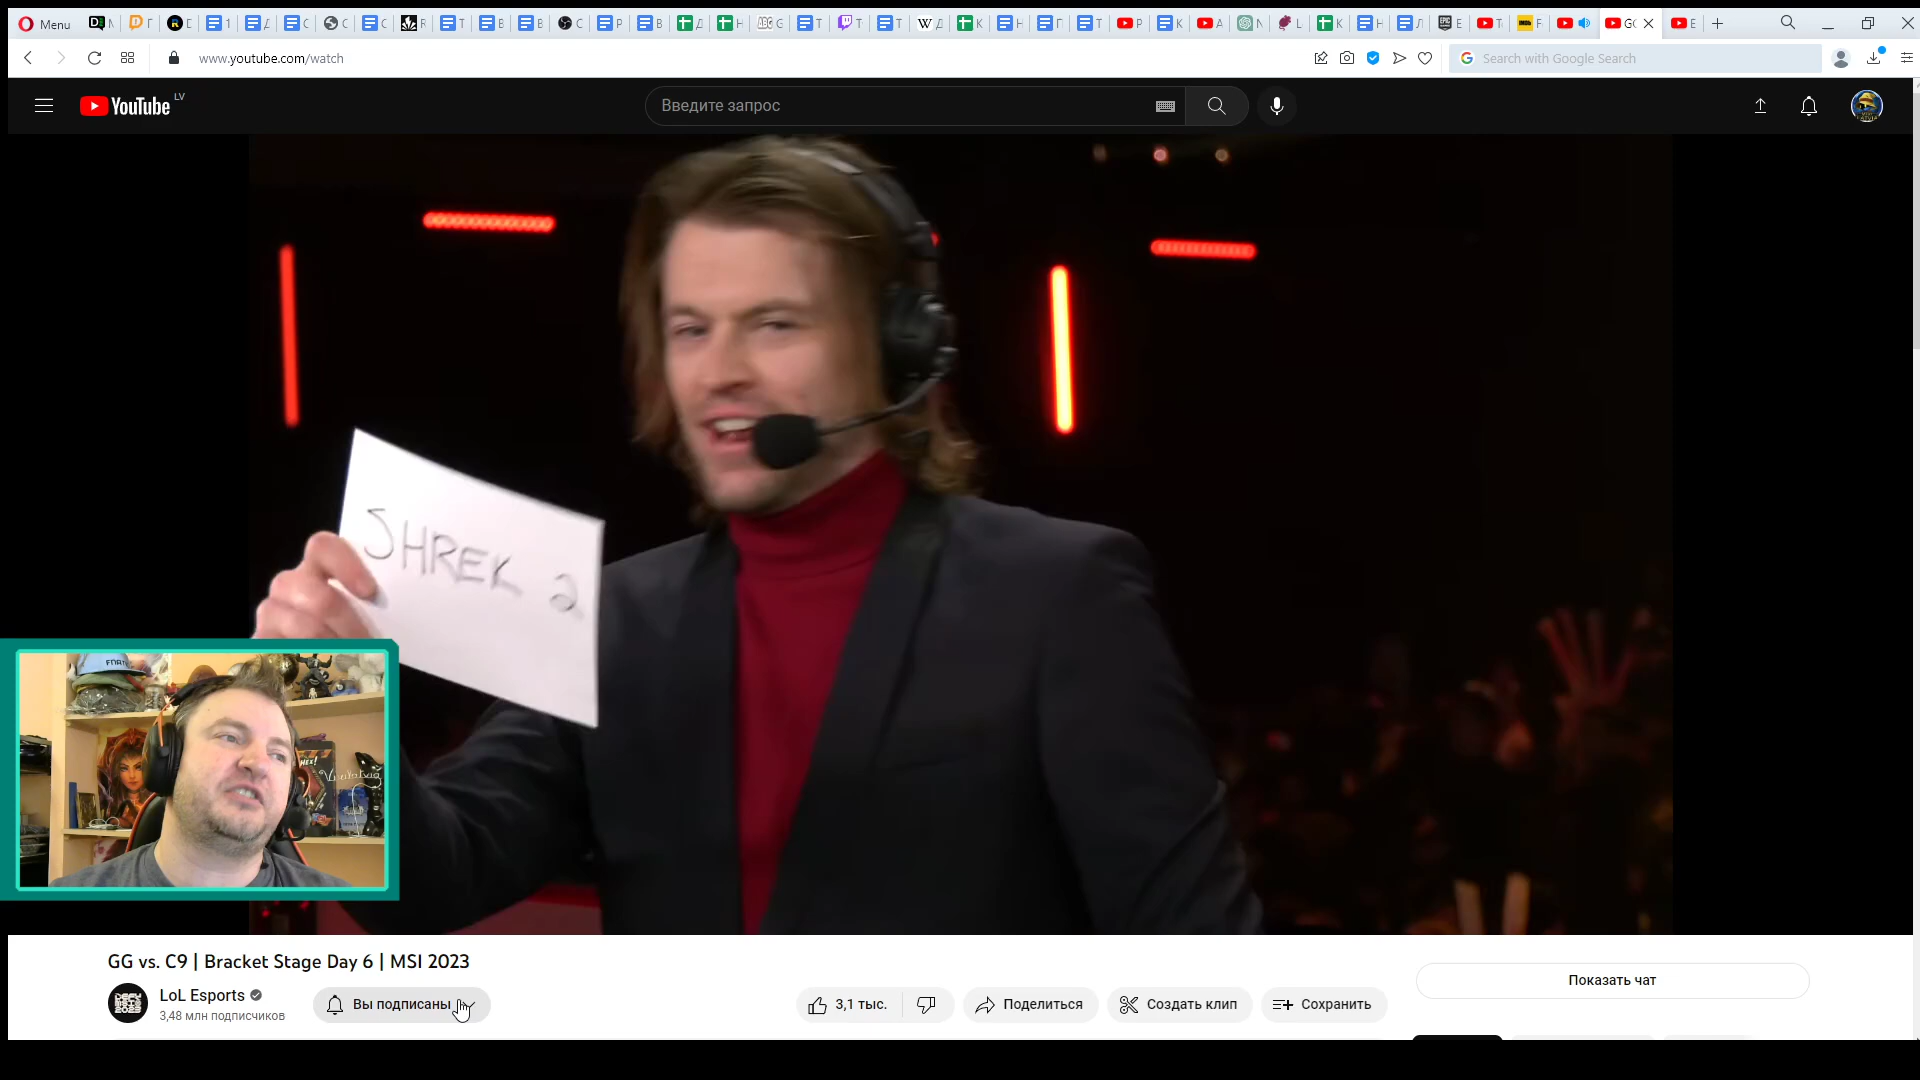 Menu
www.youtube.com/watch
Search with Google Search
YouTube LV
Введите запрос
SHREK 2
GG vs. C9 | Bracket Stage Day 6 | MSI 2023
LoL Esports
3,48 млн подписчиков
Вы подписаны
3,1 тыс.
Поделиться
Создать клип
Сохранить
Показать чат